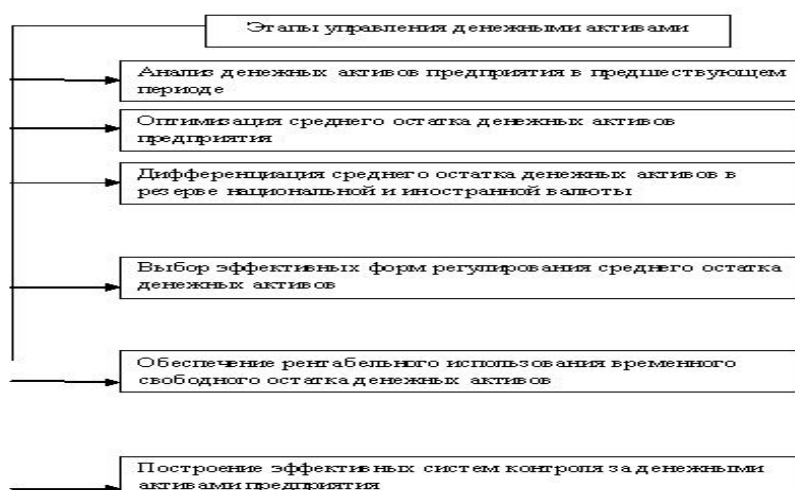 Этапы управления денежными активами
Анализ денежных активов предприятия в предшествующем
периоде
Оптимизация среднего остатка денежных активов
предприятия
Дифференциация среднего остатка денежных активов в
резерве национальной и иностранной валюты
Выбор эффективных форм регулирования среднего остатка
денежных активов
Обеспечение рентабельного использования временного
свободного остатка денежных активов
Построение эффективных систем контроля за денежными
активами предприятия